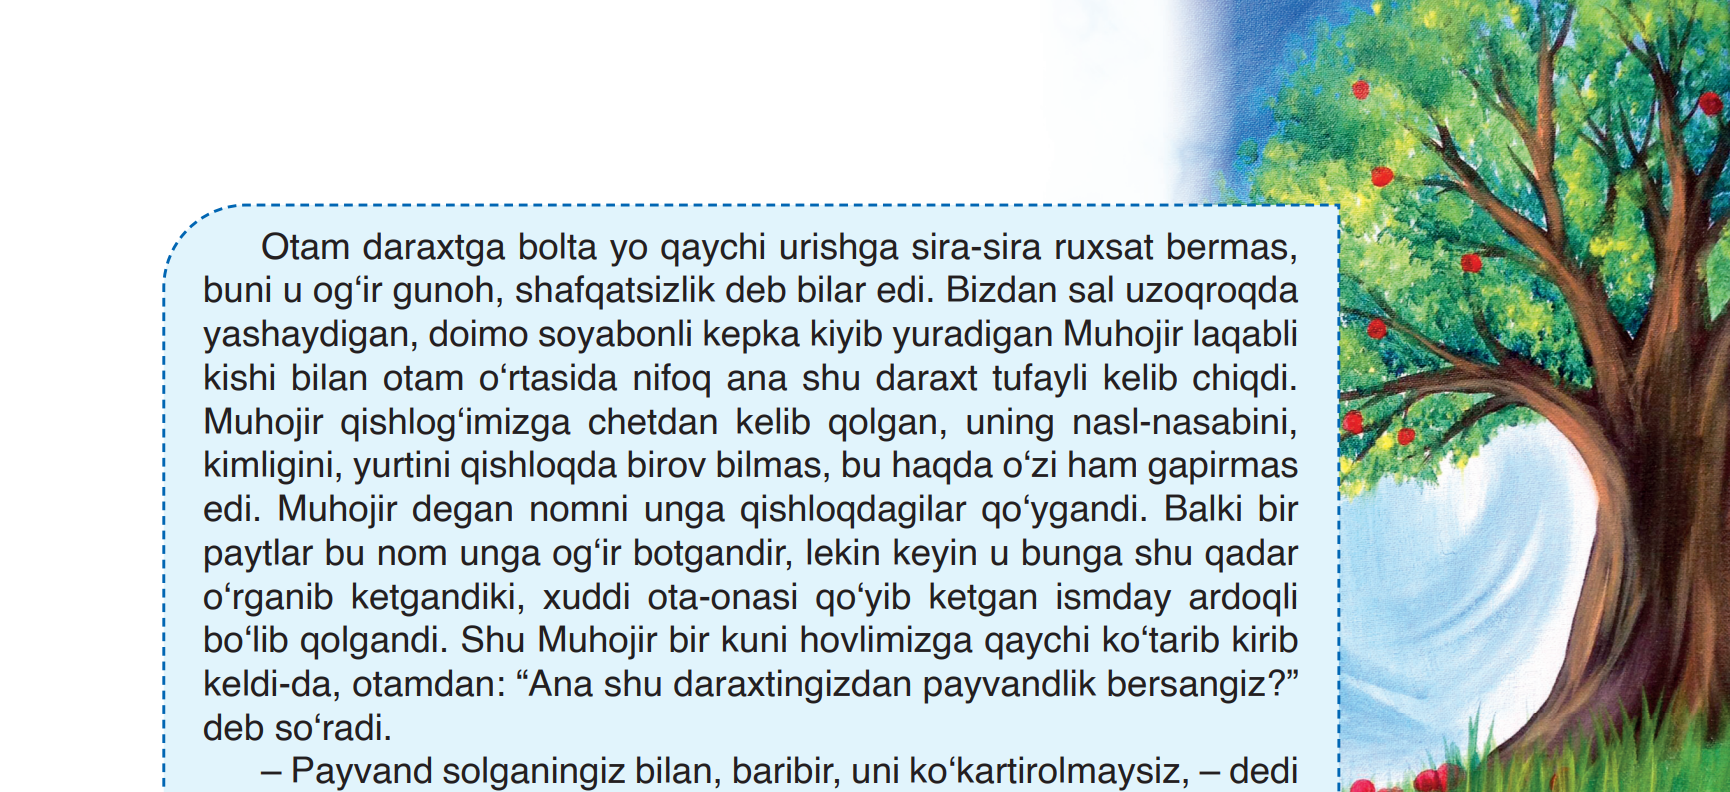 Otam daraxtga bolta yo qaychi urishga sira-sira ruxsat bermas,
buni u og‘ir gunoh, shafqatsizlik deb bilar edi. Bizdan sal uzoqroqda
yashaydigan, doimo soyabonli kepka kiyib yuradigan Muhojir laqabli
kishi bilan otam o‘rtasida nifoq ana shu daraxt tufayli kelib chiqdi.
Muhojir qishlog‘imizga chetdan kelib qolgan, uning nasl-nasabini,
kimligini, yurtini qishloqda birov bilmas, bu haqda o‘zi ham gapirmas
edi. Muhojir degan nomni unga qishloqdagilar qo‘ygandi. Balki bir
paytlar bu nom unga og‘ir botgandir, lekin keyin u bunga shu qadar
o‘rganib ketgandiki, xuddi ota-onasi qo‘yib ketgan ismday ardoqli
bo‘lib qolgandi. Shu Muhojir bir kuni hovlimizga qaychi ko‘tarib kirib
keldi-da, otamdan: “Ana shu daraxtingizdan payvandlik bersangiz?”
deb so‘radi.
– Payvand solganingiz bilan, baribir, uni ko‘kartirolmaysiz, – dedi